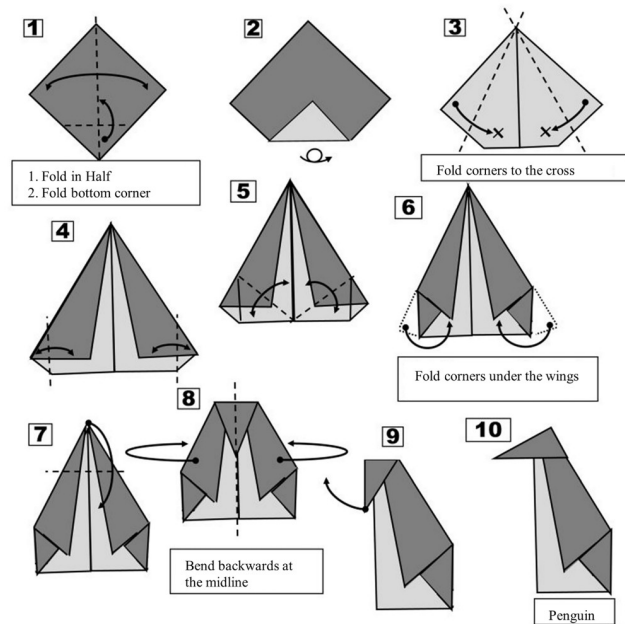 1
2
3
1. Fold in Half
2. Fold bottom corner
Fold corners to the cross
4
5
6
Fold corners under the wings
7
8
9
10
Bend backwards at
the midline
Penguin